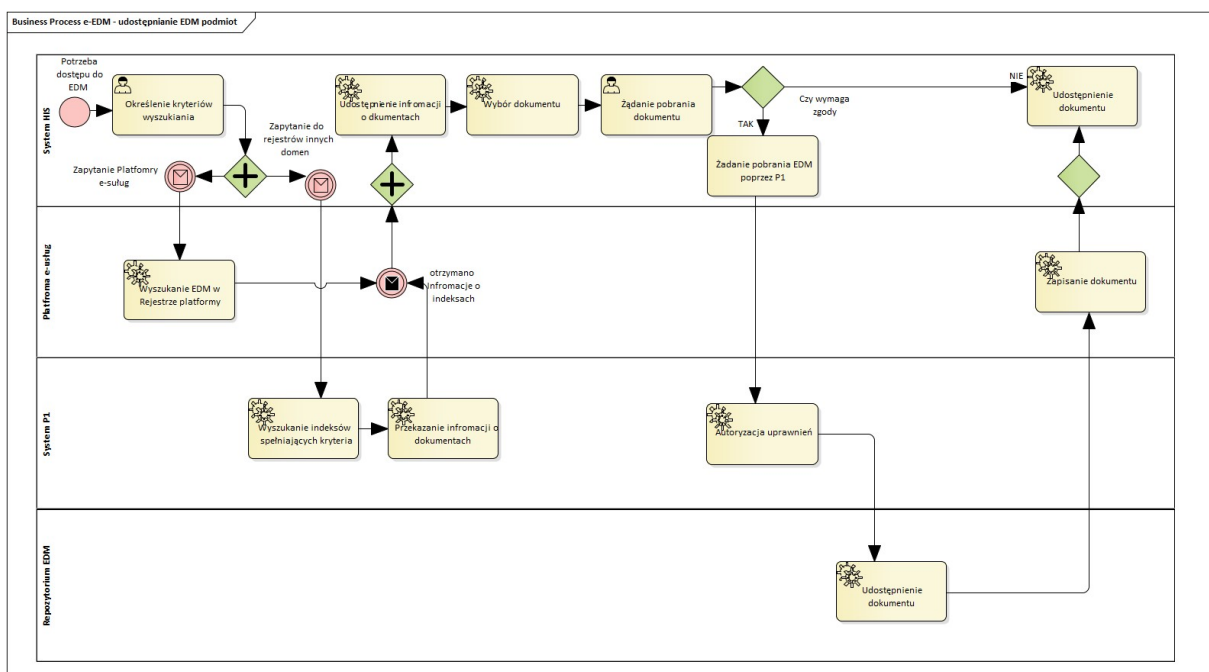 Business Process e-EDM - udostępnianie EDM podmiot
System HIS
Potrzeba
dostępu do
EDM
Określenie kryteriów
wyszukiania
Zapytanie do
rejestrów innych
domen
Zapytanie Platfomry
e-suług
Udostępnienie infromacji
o dkumentach
Wybór dokumentu
Żądanie pobrania
dokumentu
Czy wymaga
zgody
NIE
TAK
Żadanie pobrania EDM
poprzez P1
Udostępnienie
dokumentu
Platfroma e-usług
Wyszukanie EDM w
Rejestrze platformy
otrzymano
infromacje o
indeksach
Zapisanie dokumentu
System P1
Wyszukanie indeksów
spełniających kryteria
Przekazanie infromacji o
dokumentach
Autoryzacja uprawnień
Repozytorium EDM
Udostępnienie
dokumentu